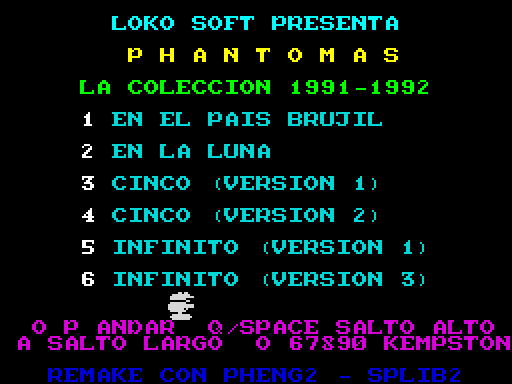 LOKO SOFT PRESENTA
P H A N T O M A S
LA COLECCION 1991-1992
1 EN EL PAIS BRUJIL
2 EN LA LUNA
3 CINCO (VERSION 1)
4 CINCO (VERSION 2)
5 INFINITO (VERSION 1)
6 INFINITO (VERSION 3)
O P ANDAR Q/SPACE SALTO ALTO
A SALTO LARGO O 67890 KEMPSTON
REMAKE CON PHENG2 - SPLIB2